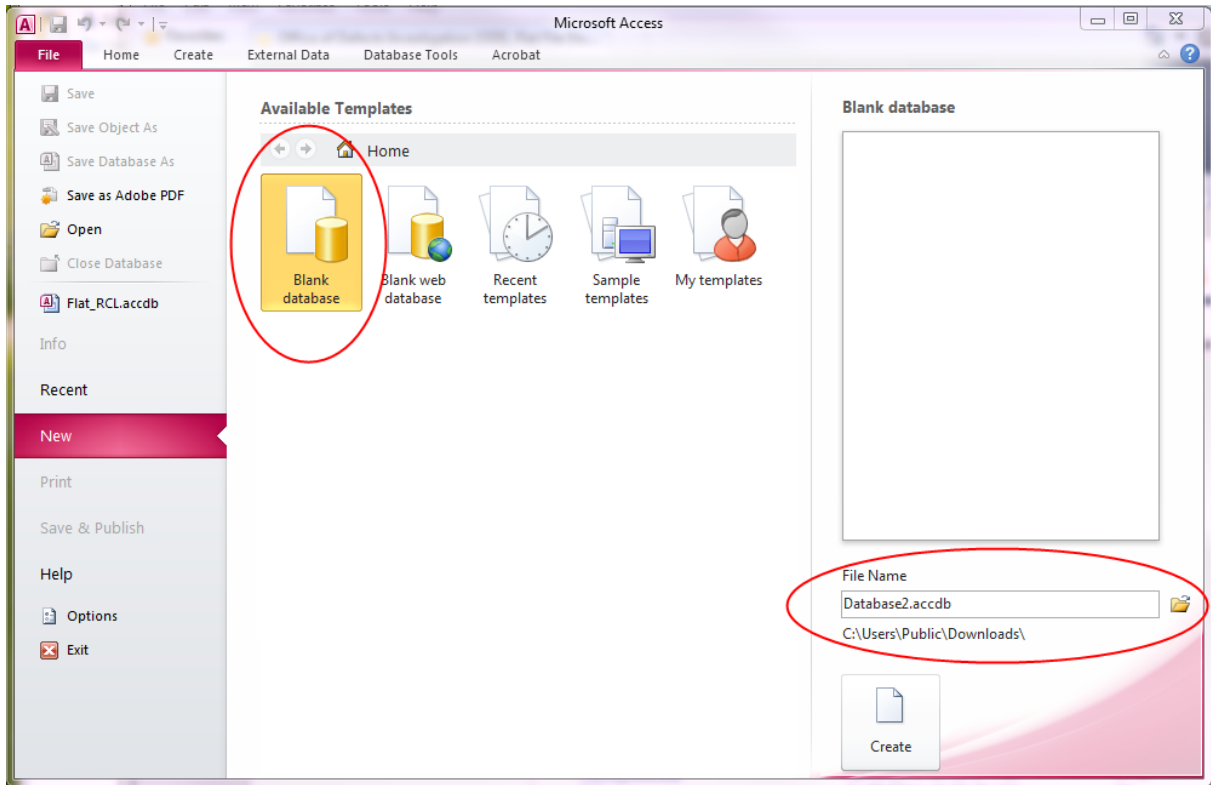 Microsoft Access
File Home Create External Data Database Tools Acrobat
Save
Save Object As
Save Database As
Save as Adobe PDF
Open
Close Database
Flat_RCL.accdb
Info
Recent
New
Print
Save & Publish
Help
Options
Exit
Available Templates
Home
Blank
database
Blank web
database
Recent
templates
Sample
templates
My templates
Blank database
File Name
Database2.accdb
C:\Users\Public\Downloads\
Create